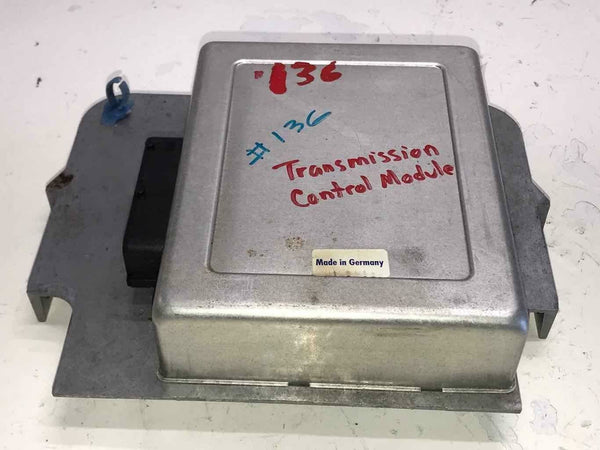 136
#136
Transmission
Control Module
Made in Germany